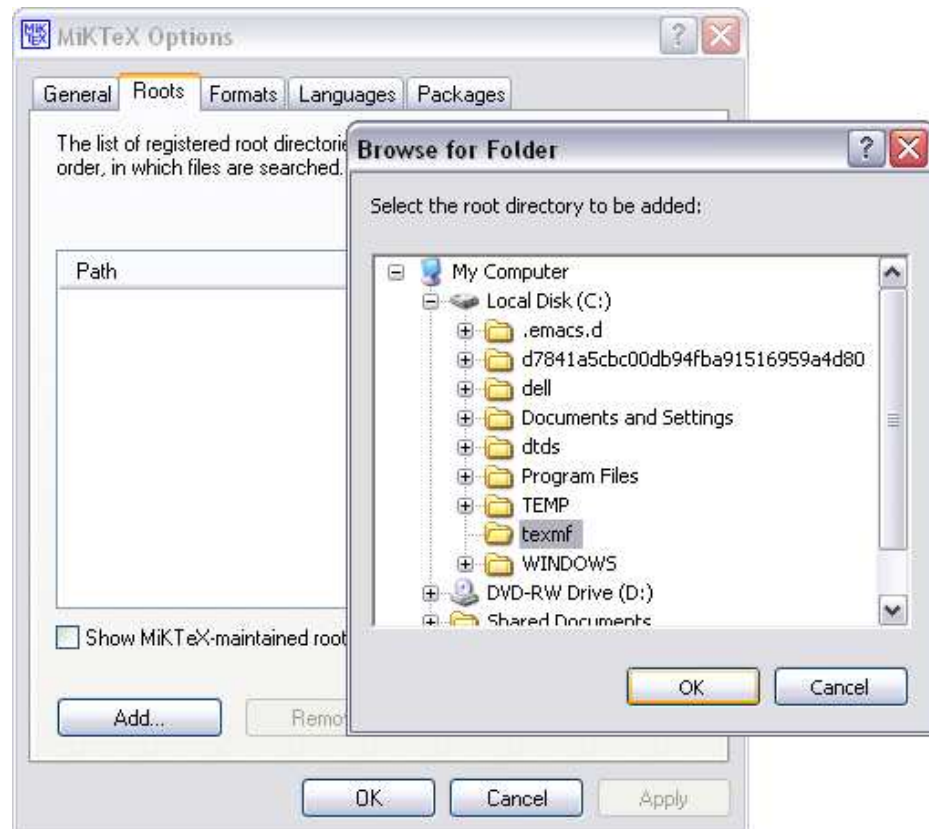 MiKTeX Options
General Roots Formats Languages Packages
The list of registered root directorie
order, in which files are searched.
Path
Show MiKTeX-maintained root
Add...
Remov
OK Cancel Apply
Browse for Folder
Select the root directory to be added:
My Computer
Local Disk (C:)
.emacs.d
d7841a5cbc00db94fba91516959a4d80
dell
Documents and Settings
dtds
Program Files
TEMP
texmf
WINDOWS
DVD-RW Drive (D:)
Shared Documents
OK Cancel